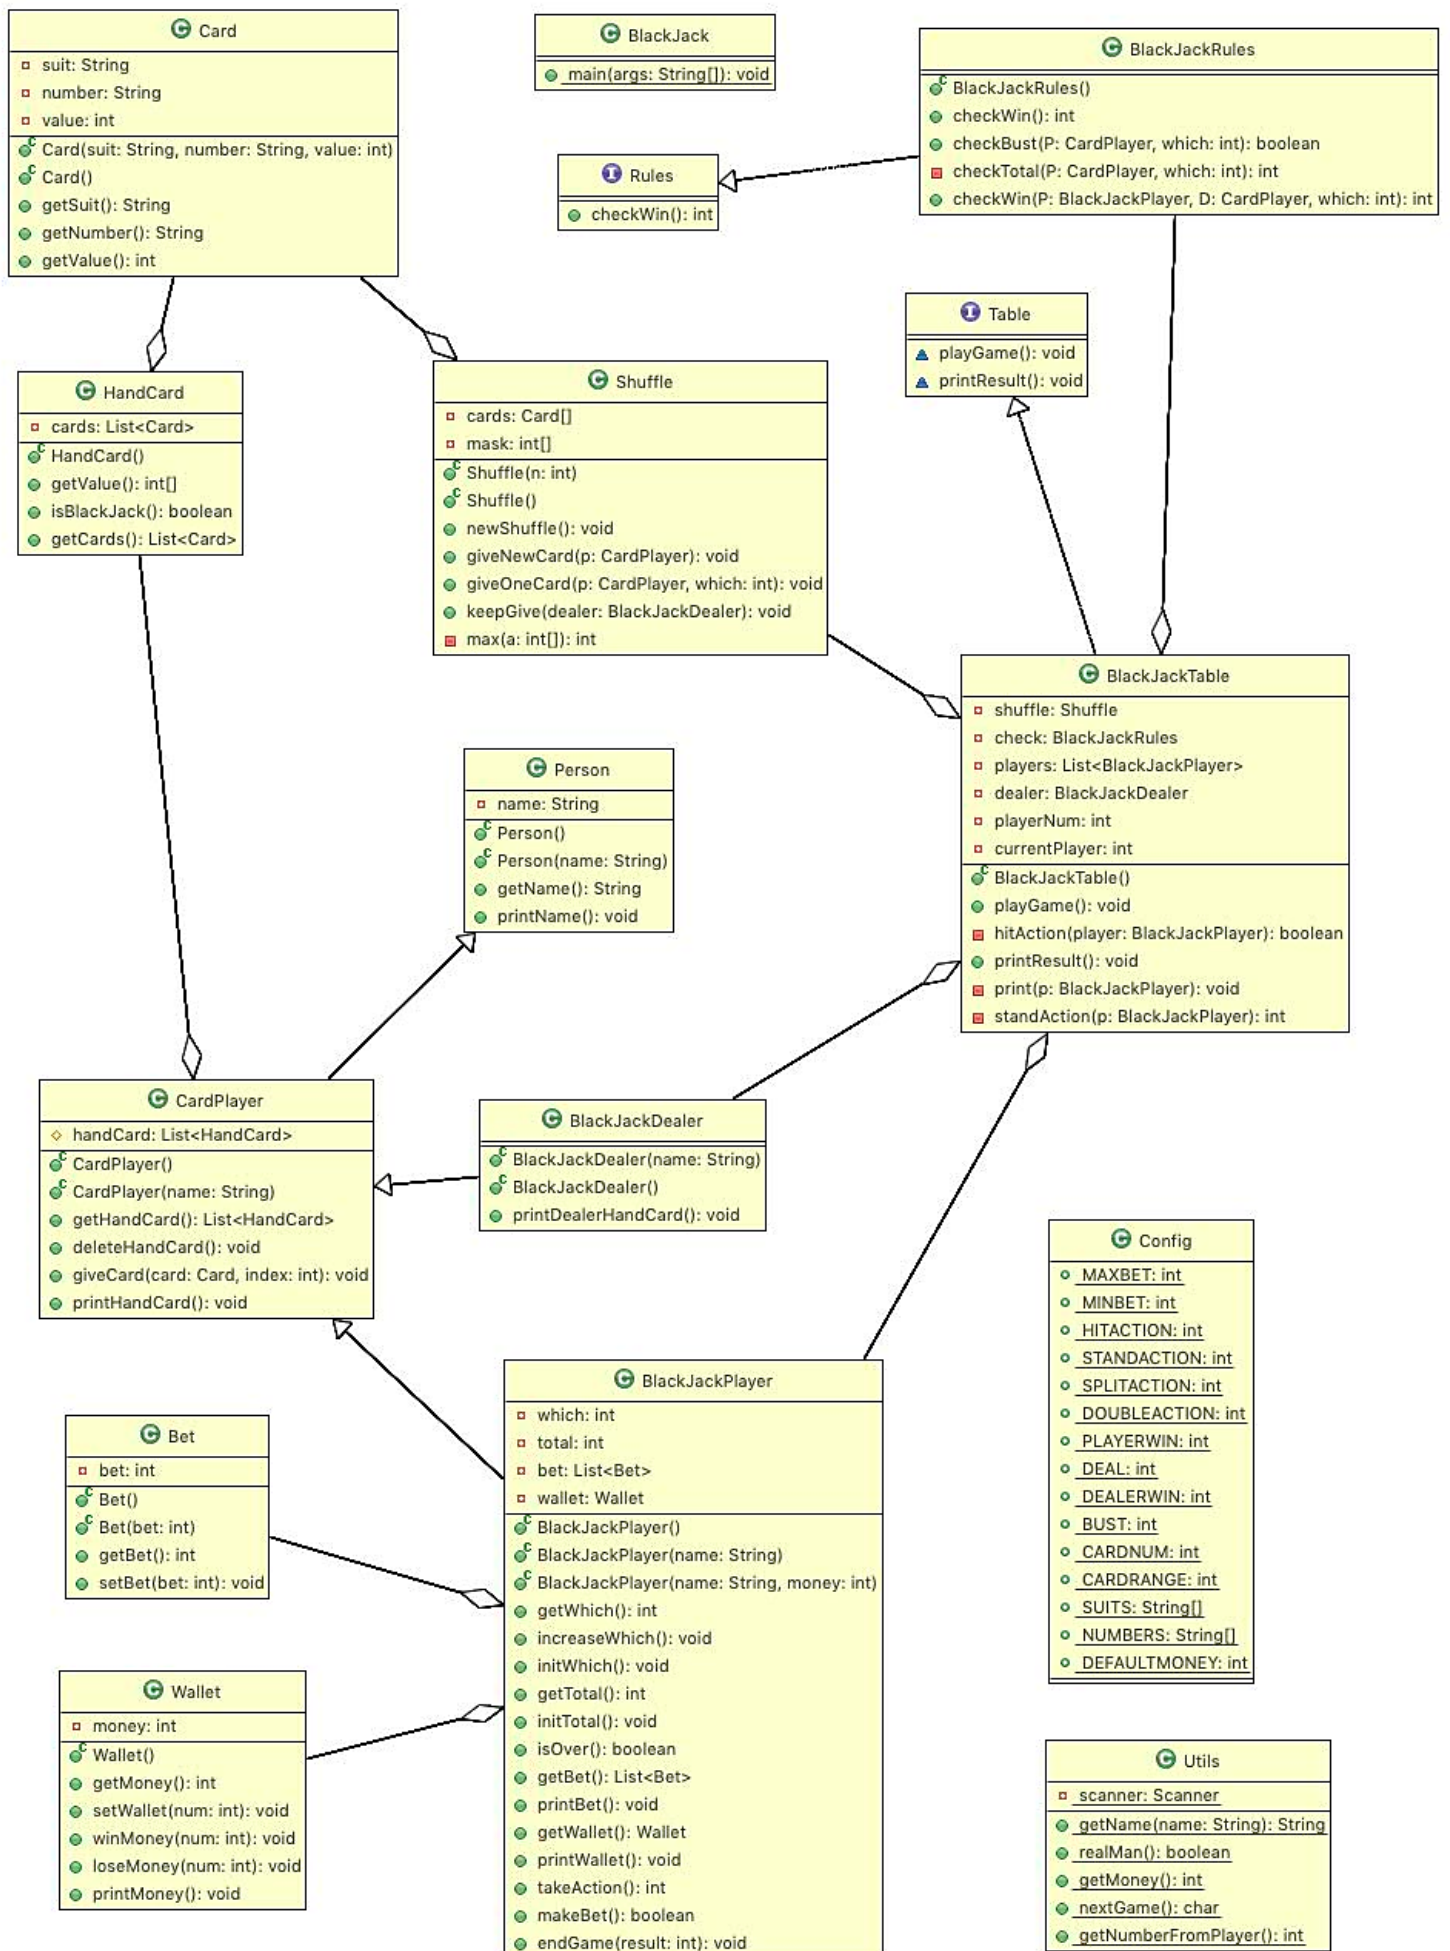 Card
suit: String
number: String
value: int
Card(suit: String, number: String, value: int)
Card()
getSuit(): String
getNumber(): String
getValue(): int
BlackJack
main(args: String[]): void
BlackJackRules
BlackJackRules()
checkWin(): int
checkBust(P: CardPlayer, which: int): boolean
checkTotal(P: CardPlayer, which: int): int
checkWin(P: BlackJackPlayer, D: CardPlayer, which: int): int
Rules
checkWin(): int
Table
playGame(): void
printResult(): void
HandCard
cards: List<Card>
HandCard()
getValue(): int[]
isBlackJack(): boolean
getCards(): List<Card>
Shuffle
cards: Card[]
mask: int[]
Shuffle(n: int)
Shuffle()
newShuffle(): void
giveNewCard(p: CardPlayer): void
giveOneCard(p: CardPlayer, which: int): void
keepGive(dealer: BlackJackDealer): void
max(a: int[]): int
BlackJackTable
shuffle: Shuffle
check: BlackJackRules
players: List<BlackJackPlayer>
dealer: BlackJackDealer
playerNum: int
currentPlayer: int
BlackJackTable()
playGame(): void
hitAction(player: BlackJackPlayer): boolean
printResult(): void
print(p: BlackJackPlayer): void
standAction(p: BlackJackPlayer): int
Person
name: String
Person()
Person(name: String)
getName(): String
printName(): void
CardPlayer
handCard: List<HandCard>
CardPlayer()
CardPlayer(name: String)
getHandCard(): List<HandCard>
deleteHandCard(): void
giveCard(card: Card, index: int): void
printHandCard(): void
BlackJackDealer
BlackJackDealer(name: String)
BlackJackDealer()
printDealerHandCard(): void
Config
MAXBET: int
MINBET: int
HITACTION: int
STANDACTION: int
SPLITACTION: int
DOUBLEACTION: int
PLAYERWIN: int
DEAL: int
DEALERWIN: int
BUST: int
CARDNUM: int
CARDRANGE: int
SUITS: String[]
NUMBERS: String[]
DEFAULTMONEY: int
BlackJackPlayer
which: int
total: int
bet: List<Bet>
wallet: Wallet
BlackJackPlayer()
BlackJackPlayer(name: String)
BlackJackPlayer(name: String, money: int)
getWhich(): int
increaseWhich(): void
initWhich(): void
getTotal(): int
initTotal(): void
isOver(): boolean
getBet(): List<Bet>
printBet(): void
getWallet(): Wallet
printWallet(): void
takeAction(): int
makeBet(): boolean
endGame(result: int): void
Bet
bet: int
Bet()
Bet(bet: int)
getBet(): int
setBet(bet: int): void
Wallet
money: int
Wallet()
getMoney(): int
setWallet(num: int): void
winMoney(num: int): void
loseMoney(num: int): void
printMoney(): void
Utils
scanner: Scanner
getName(name: String): String
realMan(): boolean
getMoney(): int
nextGame(): char
getNumberFromPlayer(): int